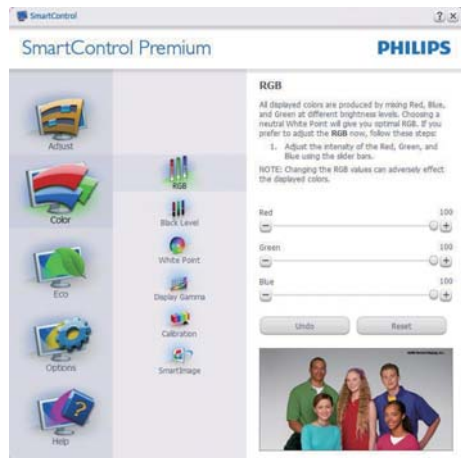 SmartControl
SmartControl Premium
PHILIPS
Adjust
Color
Eco
Options
Help
RGB
Black Level
White Point
Display Gamma
Calibration
SmartImage
RGB
All displayed colors are produced by mixing Red, Blue,
and Green at different brightness levels. Choosing a
neutral White Point will give you optimal RGB. If you
prefer to adjust the RGB now, follow these steps:
1. Adjust the intensity of the Red, Green, and
Blue using the slider bars.
NOTE: Changing the RGB values can adversely effect
the displayed colors.
Red 100
Green 100
Blue 100
Undo Reset